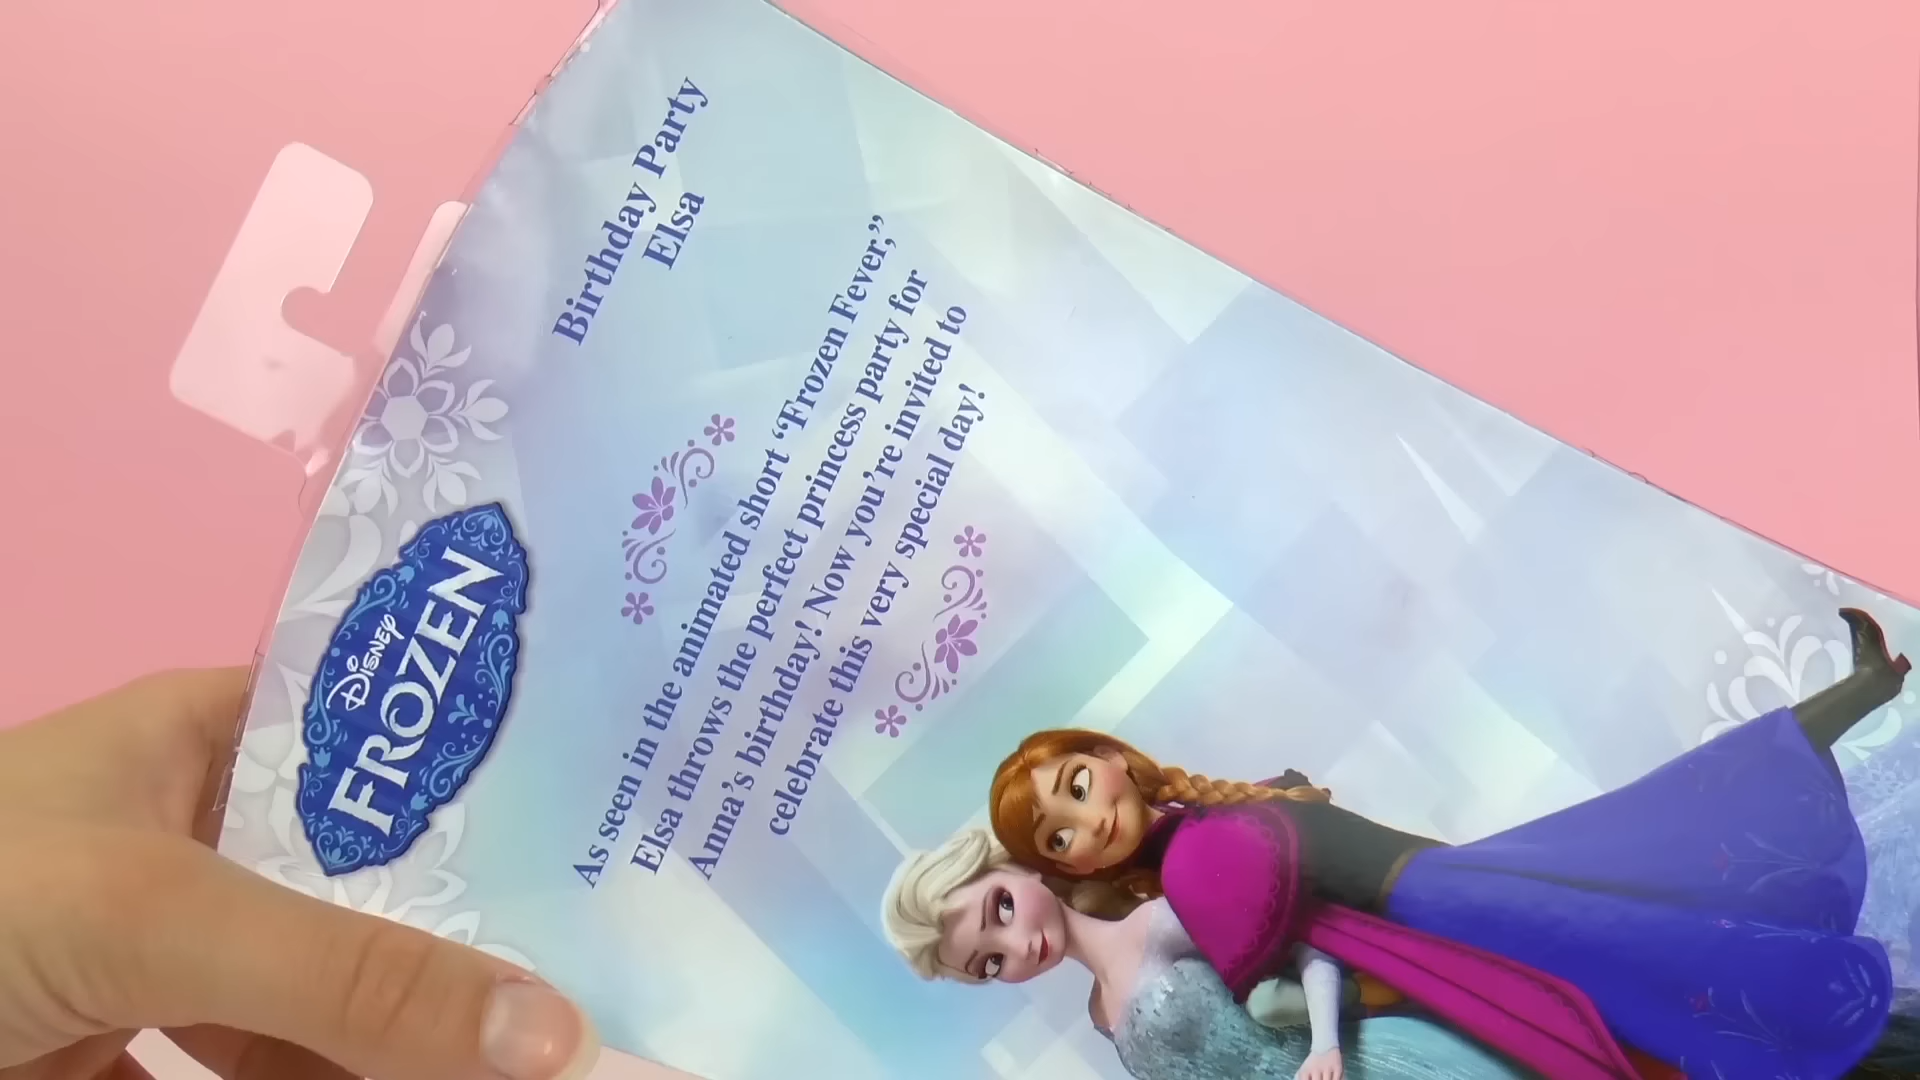 Disney
FROZEN
Birthday Party
Elsa
As seen in the animated short “Frozen Fever,”
Elsa throws the perfect princess party for
Anna’s birthday! Now you’re invited to
celebrate this very special day!